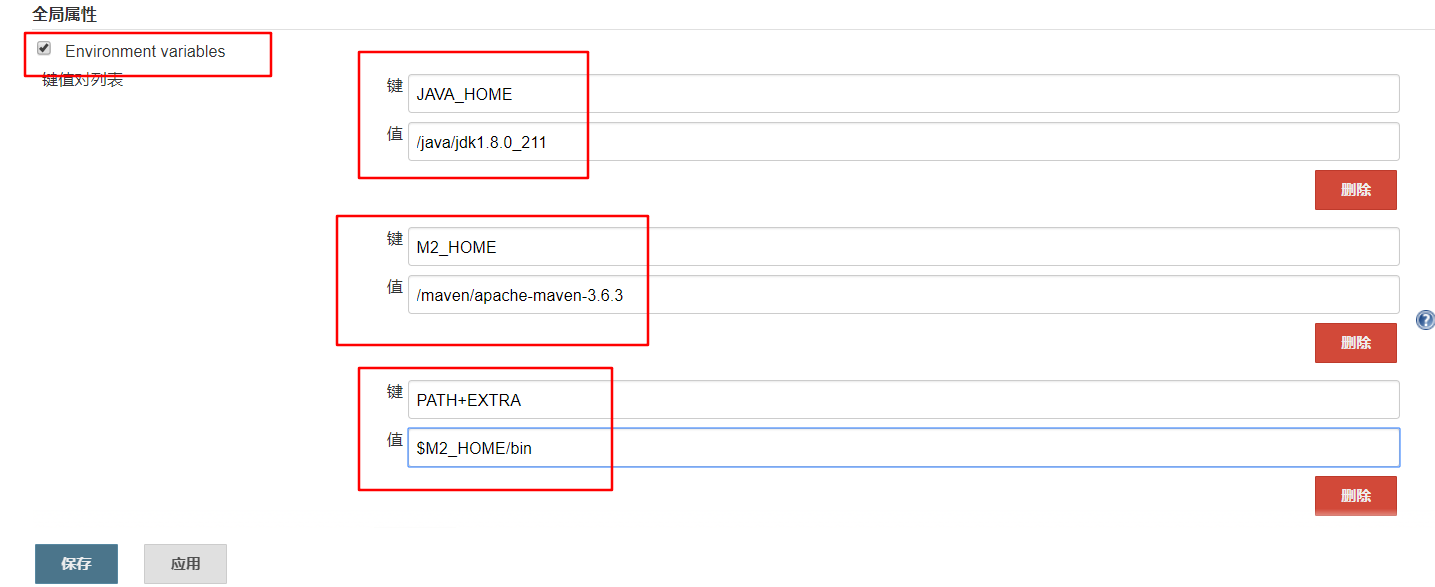 全局属性
Environment variables
键值对列表
键
JAVA_HOME
值
/java/jdk1.8.0_211
删除
键
M2_HOME
值
/maven/apache-maven-3.6.3
删除
键
PATH+EXTRA
值
$M2_HOME/bin
删除
保存
应用